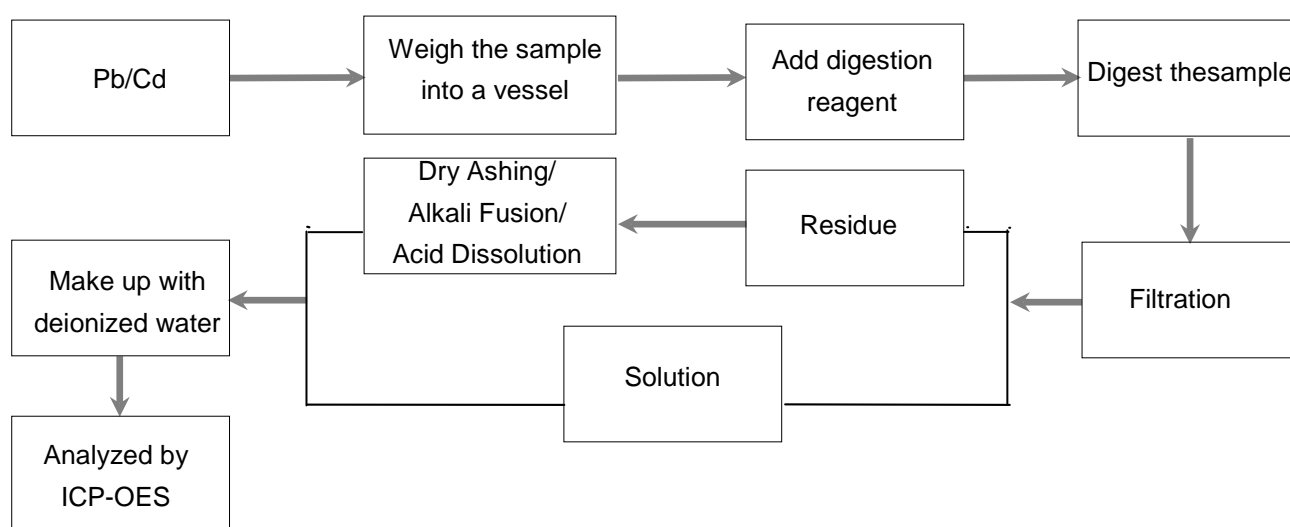 Pb/Cd
Weigh the sample
into a vessel
Add digestion
reagent
Digest thesample
Filtration
Residue
Dry Ashing/
Alkali Fusion/
Acid Dissolution
Solution
Make up with
deionized water
Analyzed by
ICP-OES